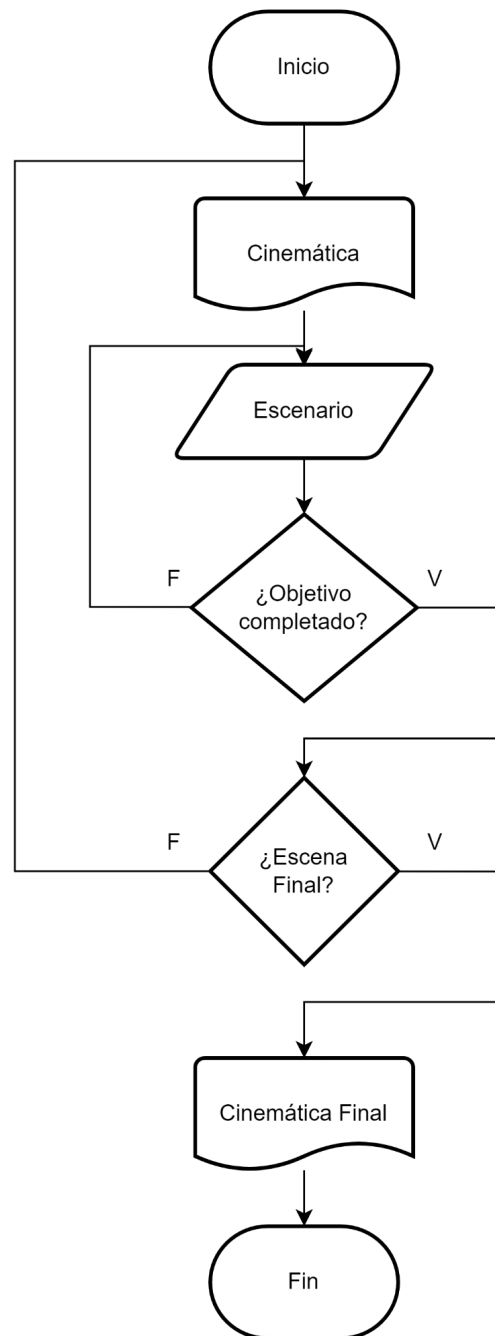 Inicio
Cinemática
Escenario
F
¿Objetivo
completado?
V
F
¿Escena
Final?
V
Cinemática Final
Fin